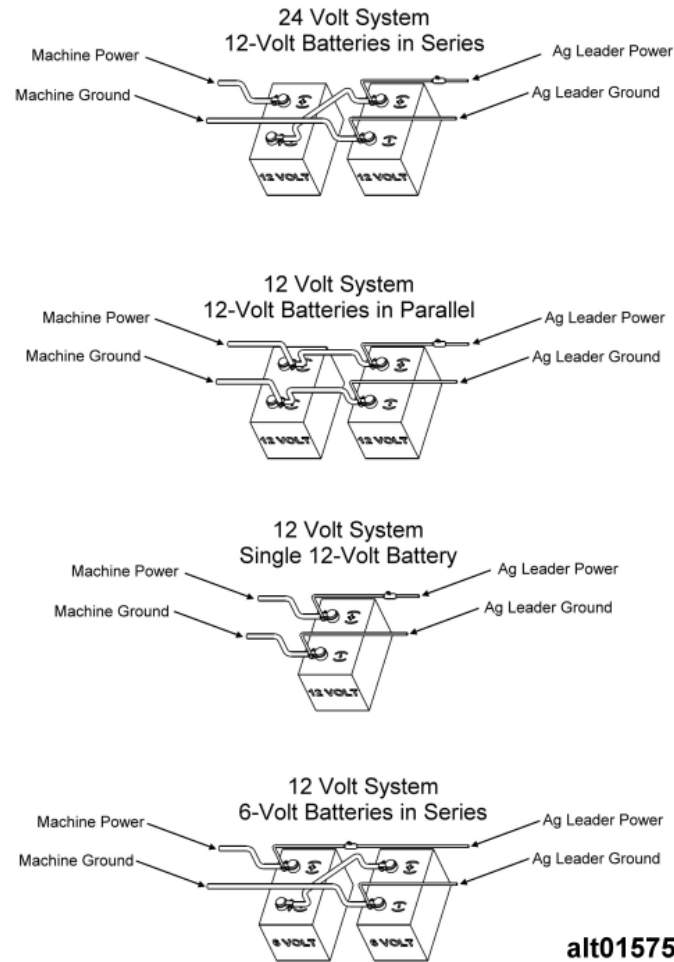 24 Volt System
12-Volt Batteries in Series
Machine Power
Ag Leader Power
Machine Ground
Ag Leader Ground
12 VOLT
12 VOLT
12 Volt System
12-Volt Batteries in Parallel
Machine Power
Ag Leader Power
Machine Ground
Ag Leader Ground
12 VOLT
12 VOLT
12 Volt System
Single 12-Volt Battery
Machine Power
Ag Leader Power
Machine Ground
Ag Leader Ground
12 VOLT
12 Volt System
6-Volt Batteries in Series
Machine Power
Ag Leader Power
Machine Ground
Ag Leader Ground
6 VOLT
6 VOLT
alt01575